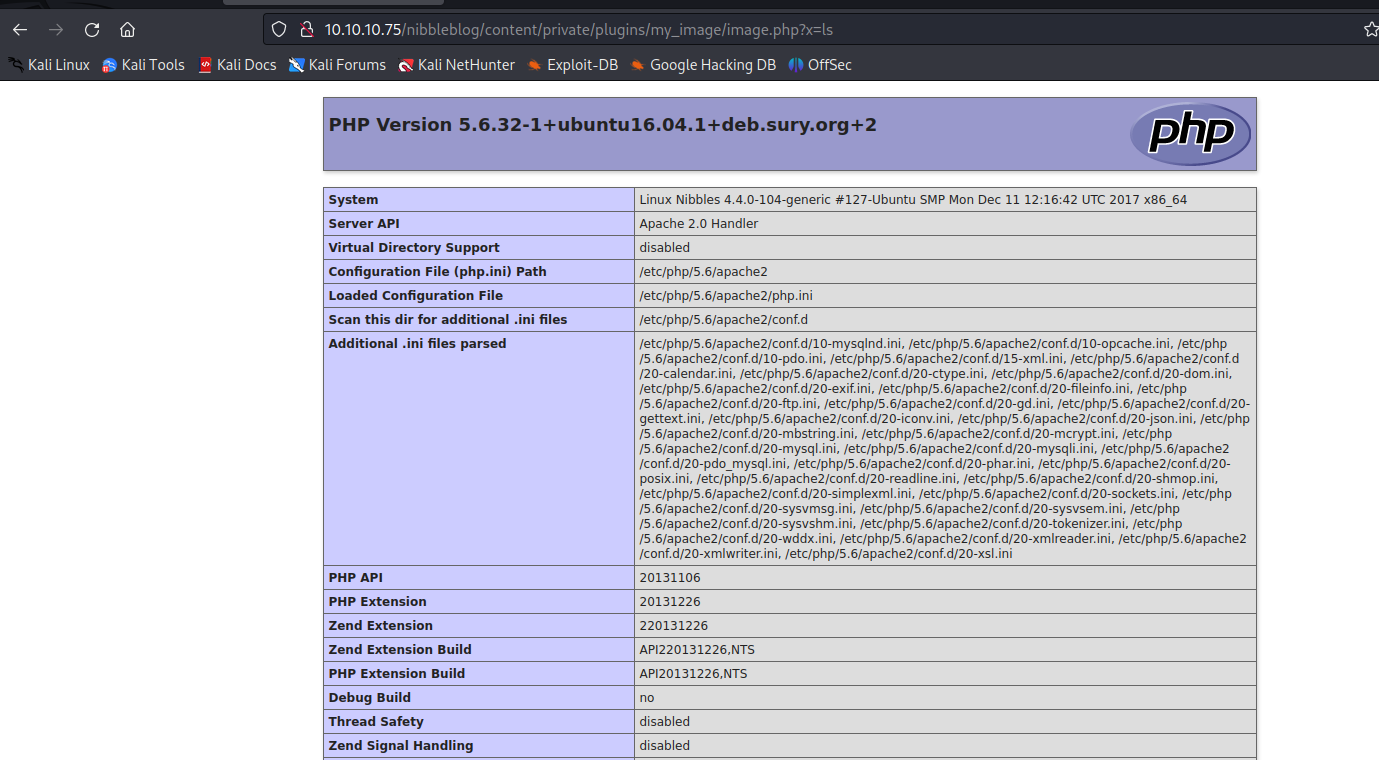 10.10.10.75/nibbleblog/content/private/plugins/my_image/image.php?x=ls
Kali Linux Kali Tools Kali Docs Kali Forums Kali NetHunter Exploit-DB Google Hacking DB OffSec
PHP Version 5.6.32-1+ubuntu16.04.1+deb.sury.org+2
php
System Linux Nibbles 4.4.0-104-generic #127-Ubuntu SMP Mon Dec 11 12:16:42 UTC 2017 x86_64
Server API Apache 2.0 Handler
Virtual Directory Support disabled
Configuration File (php.ini) Path /etc/php/5.6/apache2
Loaded Configuration File /etc/php/5.6/apache2/php.ini
Scan this dir for additional .ini files /etc/php/5.6/apache2/conf.d
Additional .ini files parsed /etc/php/5.6/apache2/conf.d/10-mysqlnd.ini, /etc/php/5.6/apache2/conf.d/10-opcache.ini, /etc/php
/5.6/apache2/conf.d/10-pdo.ini, /etc/php/5.6/apache2/conf.d/15-xml.ini, /etc/php/5.6/apache2/conf.d
/20-calendar.ini, /etc/php/5.6/apache2/conf.d/20-ctype.ini, /etc/php/5.6/apache2/conf.d/20-dom.ini,
/etc/php/5.6/apache2/conf.d/20-exif.ini, /etc/php/5.6/apache2/conf.d/20-fileinfo.ini, /etc/php
/5.6/apache2/conf.d/20-ftp.ini, /etc/php/5.6/apache2/conf.d/20-gd.ini, /etc/php/5.6/apache2/conf.d/20-
gettext.ini, /etc/php/5.6/apache2/conf.d/20-iconv.ini, /etc/php/5.6/apache2/conf.d/20-json.ini, /etc/php
/5.6/apache2/conf.d/20-mbstring.ini, /etc/php/5.6/apache2/conf.d/20-mcrypt.ini, /etc/php
/5.6/apache2/conf.d/20-mysql.ini, /etc/php/5.6/apache2/conf.d/20-mysqli.ini, /etc/php/5.6/apache2
/conf.d/20-pdo_mysql.ini, /etc/php/5.6/apache2/conf.d/20-phar.ini, /etc/php/5.6/apache2/conf.d/20-
posix.ini, /etc/php/5.6/apache2/conf.d/20-readline.ini, /etc/php/5.6/apache2/conf.d/20-shmop.ini,
/etc/php/5.6/apache2/conf.d/20-simplexml.ini, /etc/php/5.6/apache2/conf.d/20-sockets.ini, /etc/php
/5.6/apache2/conf.d/20-sysvmsg.ini, /etc/php/5.6/apache2/conf.d/20-sysvsem.ini, /etc/php
/5.6/apache2/conf.d/20-sysvshm.ini, /etc/php/5.6/apache2/conf.d/20-tokenizer.ini, /etc/php
/5.6/apache2/conf.d/20-wddx.ini, /etc/php/5.6/apache2/conf.d/20-xmlreader.ini, /etc/php/5.6/apache2
/conf.d/20-xmlwriter.ini, /etc/php/5.6/apache2/conf.d/20-xsl.ini
PHP API 20131106
PHP Extension 20131226
Zend Extension 220131226
Zend Extension Build API220131226,NTS
PHP Extension Build API20131226,NTS
Debug Build no
Thread Safety disabled
Zend Signal Handling disabled